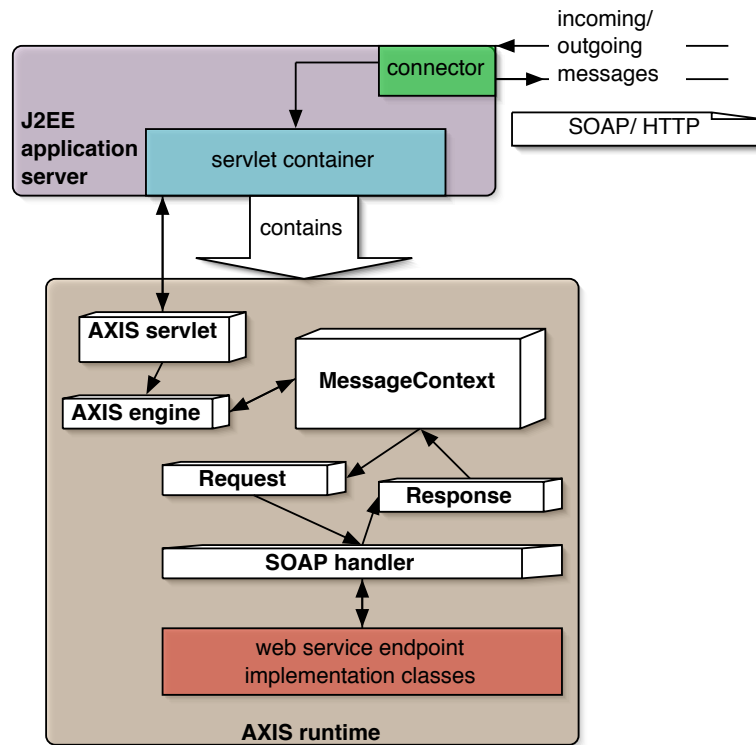 incoming/
outgoing
messages
connector
J2EE
application
server
SOAP/ HTTP
servlet container
contains
AXIS servlet
MessageContext
AXIS engine
Request
Response
SOAP handler
web service endpoint
implementation classes
AXIS runtime